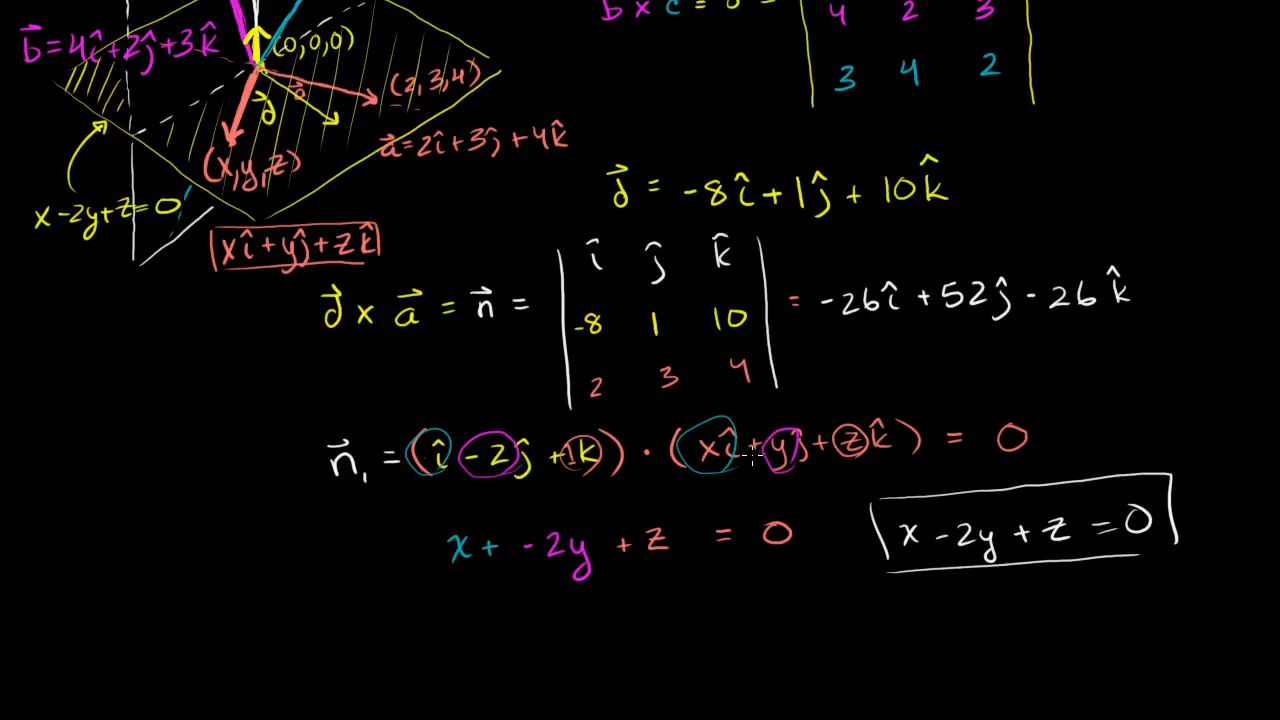 b⃗ x c⃗ = d⃗ =
4 2 3
3 4 2
b⃗ = 4î+2ĵ+3k̂
(0,0,0)
(2,3,4)
a⃗
d⃗
a⃗ = 2î+3ĵ+4k̂
(x,y,z)
x-2y+z=0
xî+yĵ+zk̂
d⃗ = -8î+1ĵ+10k̂
î ĵ k̂
d⃗ x a⃗ = n⃗ = -8 1 10 = -26î+52ĵ-26k̂
2 3 4
n⃗₁ = (î-2ĵ+1k̂)·(xî+yĵ+zk̂) = 0
x+ -2y +z = 0
x-2y+z=0